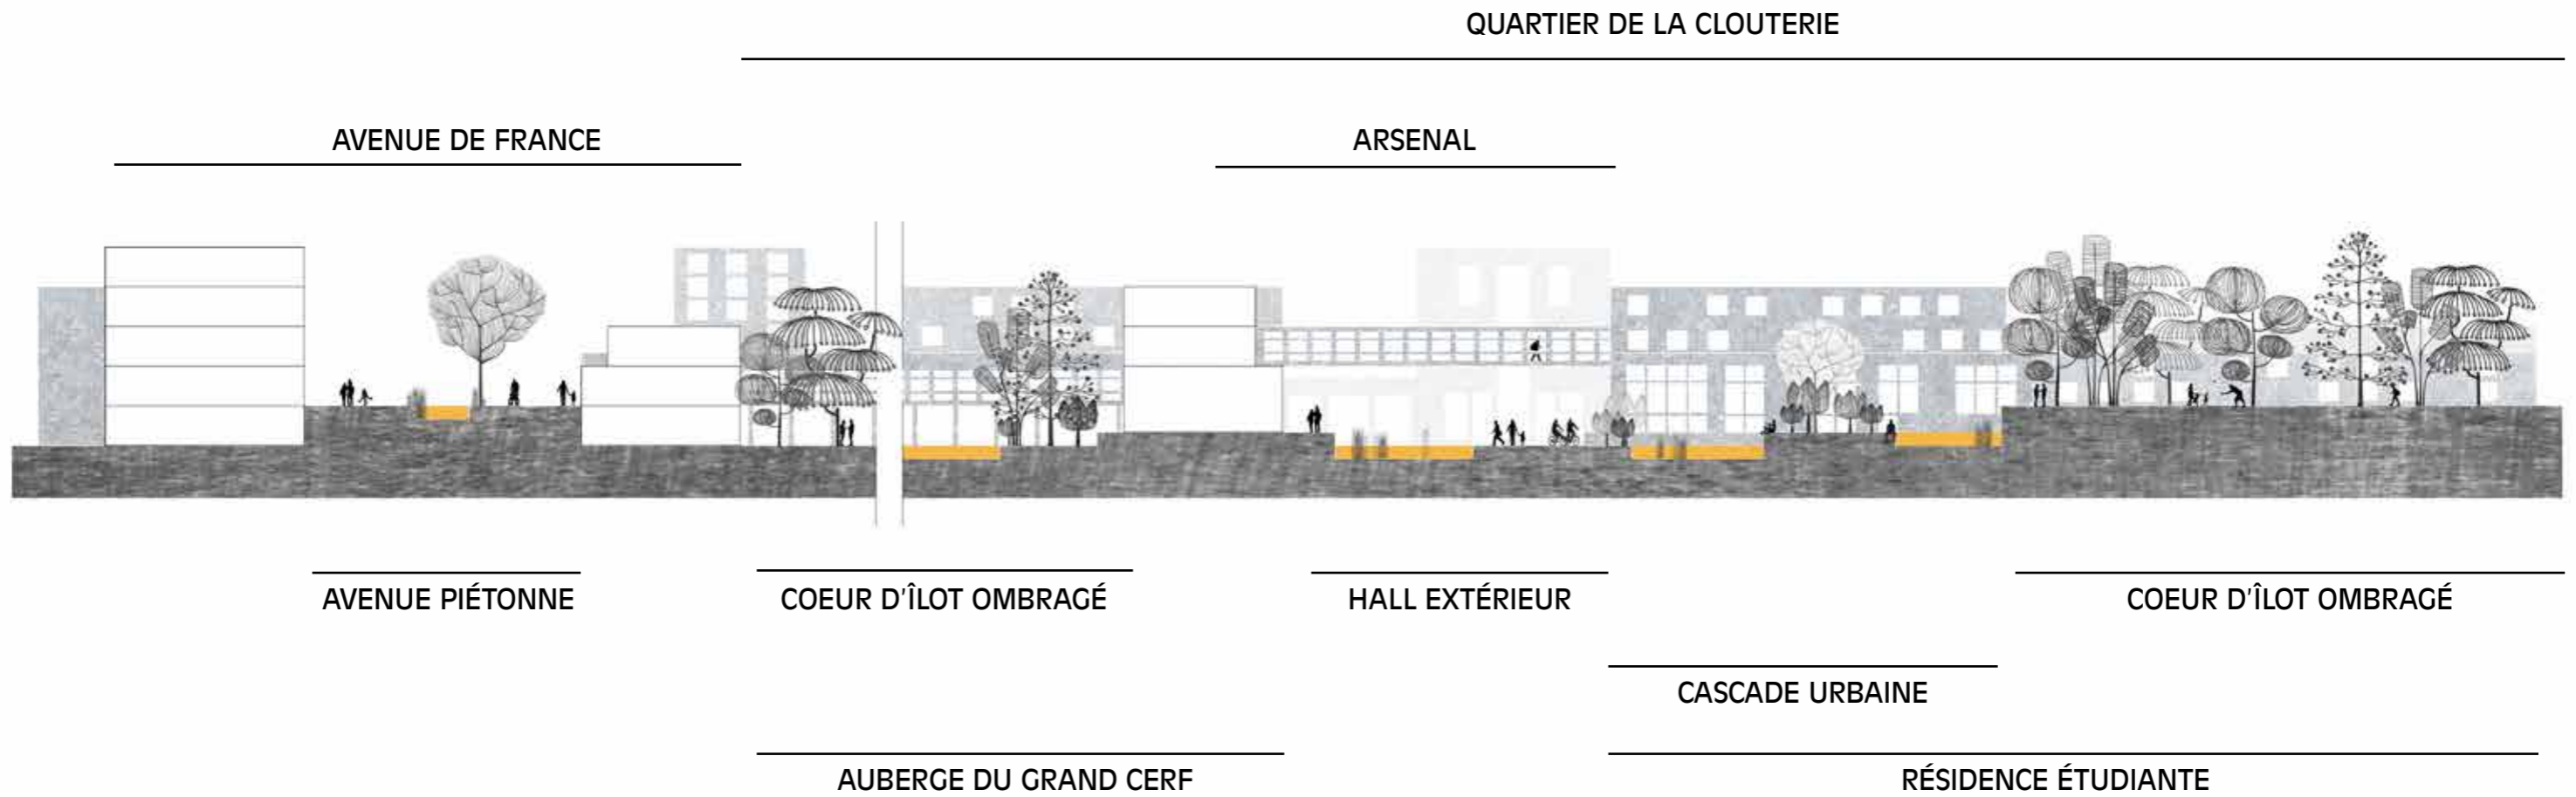 QUARTIER DE LA CLOUTERIE
AVENUE DE FRANCE
ARSENAL
AVENUE PIÉTONNE
COEUR D'ÎLOT OMBRAGÉ
HALL EXTÉRIEUR
COEUR D'ÎLOT OMBRAGÉ
CASCADE URBAINE
AUBERGE DU GRAND CERF
RÉSIDENCE ÉTUDIANTE